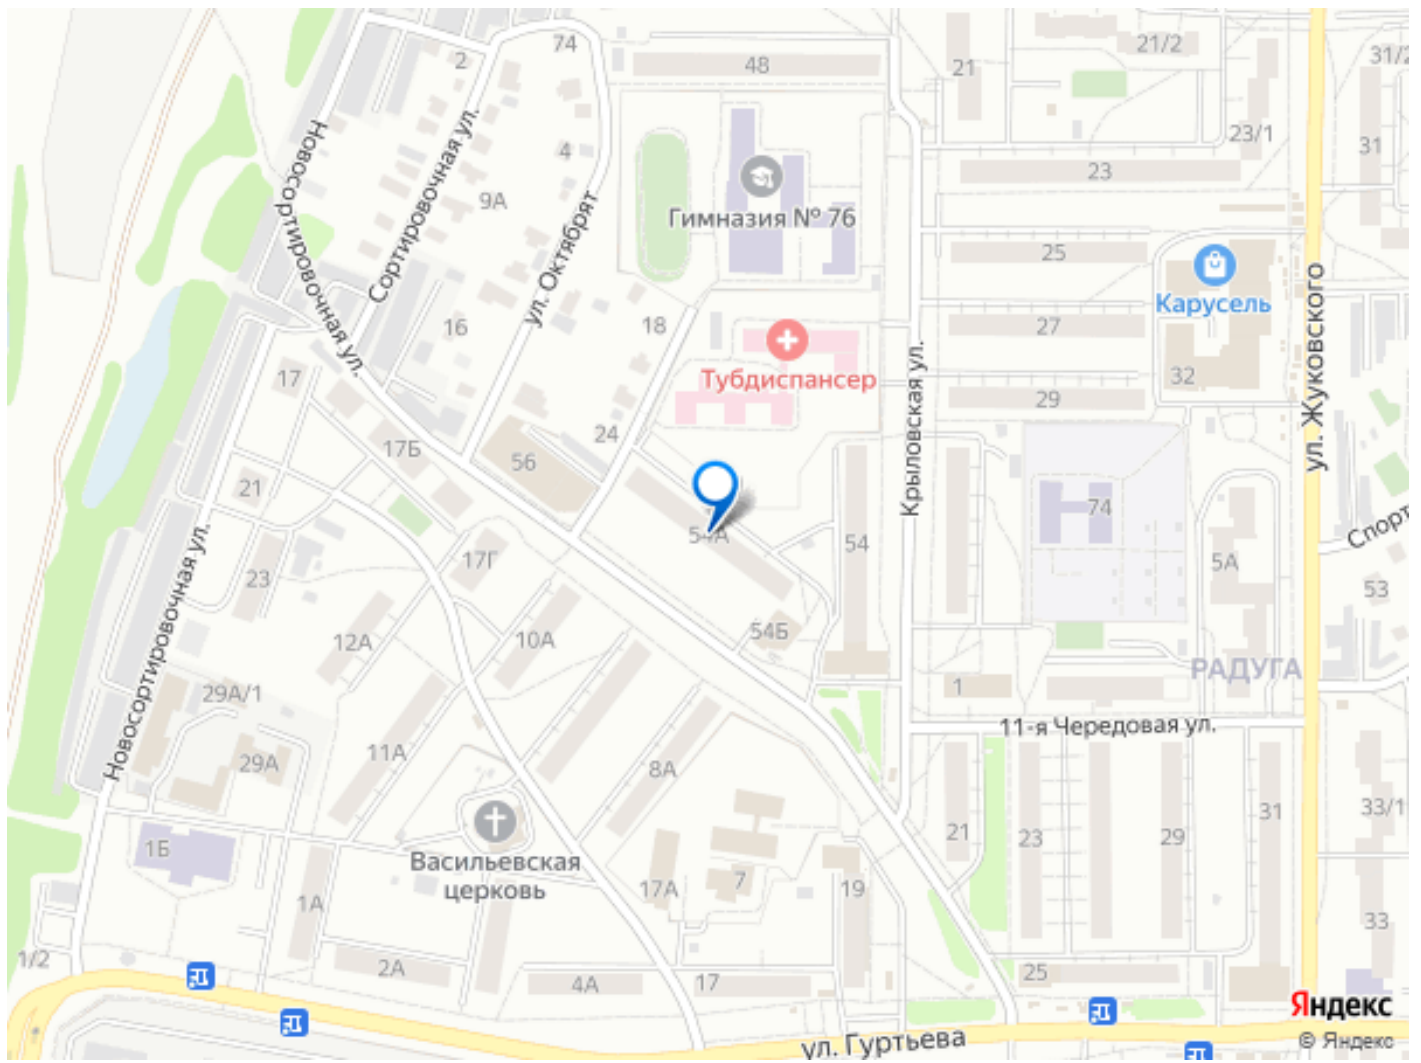 74
2
48
21
21/2
31/2
Новосортировочная ул.
Сортировочная ул.
4
23/1
31
23
9А
Гимназия № 76
ул. Октябрят
25
Карусель
ул. Жуковского
16
18
27
Крыловская ул.
17
Тубдиспансер
32
29
24
17Б
56
21
74
Новосортировочная ул.
54А
54
Спорт
17Г
5А
23
53
12А
10А
54Б
РАДУГА
29А/1
1
11-я Чередовая ул.
11А
29А
8А
31
33/1
21
23
29
1Б
Васильевская
церковь
17А
7
19
1А
33
1/2
2А
4А
17
25
Яндекс
ул. Гуртьева
© Яндекс